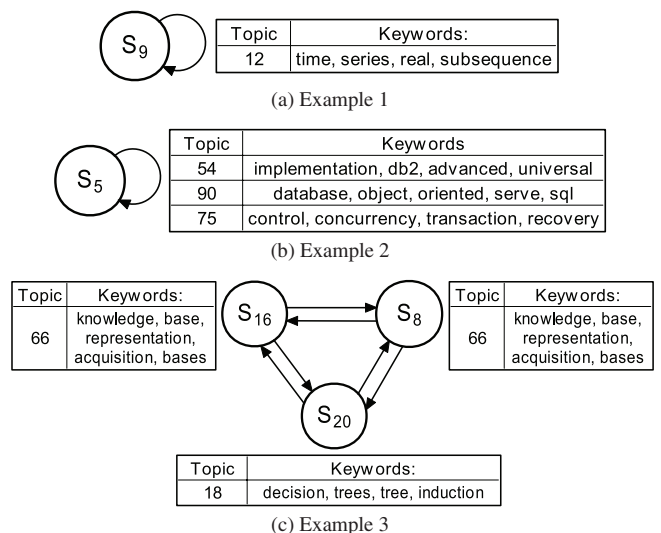 S9
Topic Keywords:
12 time, series, real, subsequence
(a) Example 1
S5
Topic Keywords
54 implementation, db2, advanced, universal
90 database, object, oriented, serve, sql
75 control, concurrency, transaction, recovery
(b) Example 2
Topic Keywords:
66 knowledge, base,
representation,
acquisition, bases
S16
S8
Topic Keywords:
66 knowledge, base,
representation,
acquisition, bases
S20
Topic Keywords:
18 decision, trees, tree, induction
(c) Example 3